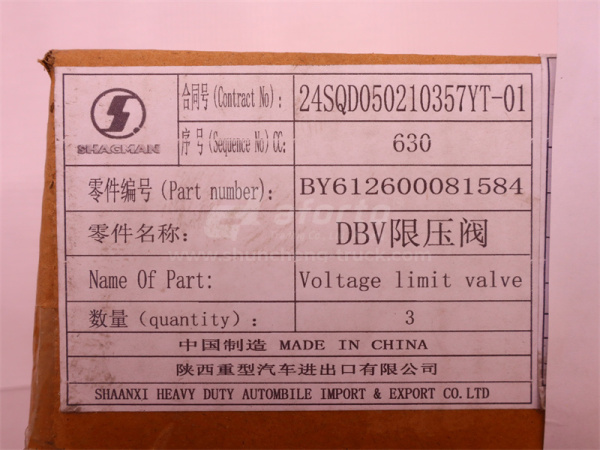 SHACMAN
合同号(Contract No): 24SQD050210357YT-01
序 号(Sequence No)CC: 630
零件编号(Part number): BY612600081584
零件名称: DBV限压阀
Name Of Part: Voltage limit valve
数量(quantity): 3
中国制造 MADE IN CHINA
陕西重型汽车进出口有限公司
SHAANXI HEAVY DUTY AUTOMBILE IMPORT & EXPORT CO.LTD